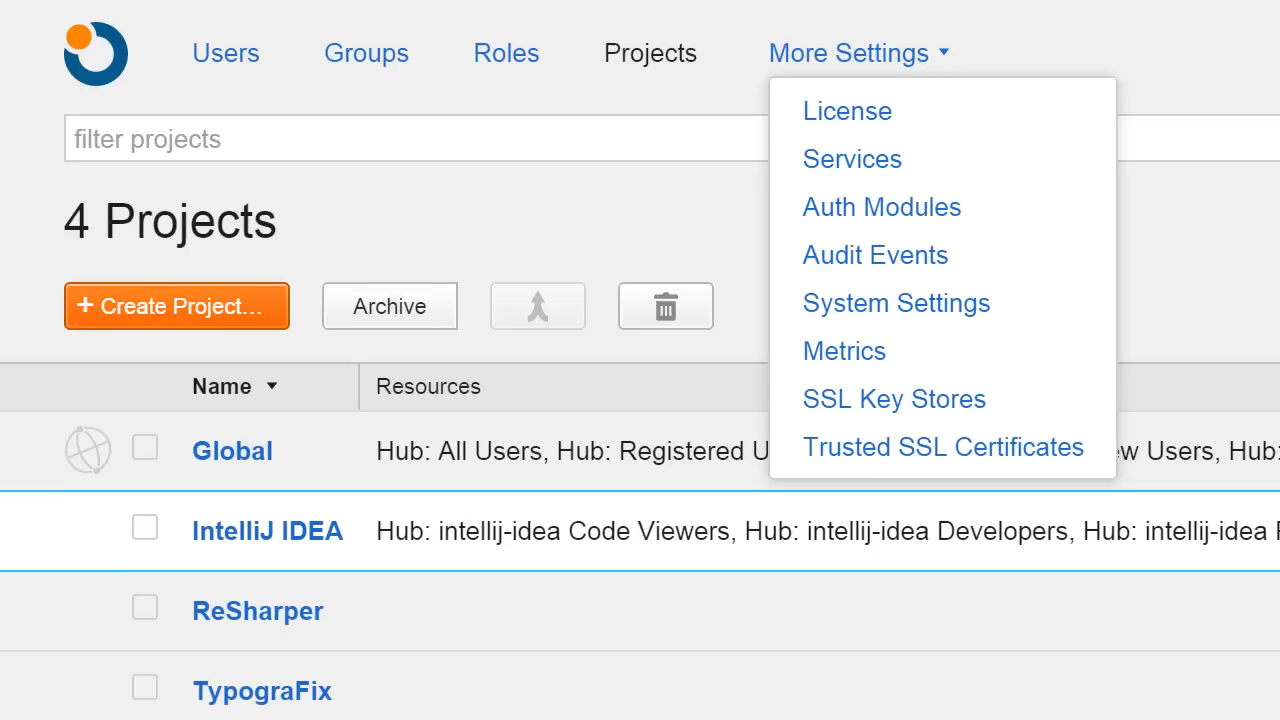 Users Groups Roles Projects More Settings
License
Services
Auth Modules
Audit Events
System Settings
Metrics
SSL Key Stores
Trusted SSL Certificates
filter projects
4 Projects
+ Create Project... Archive
Name Resources
Global Hub: All Users, Hub: Registered Users, Hub:
IntelliJ IDEA Hub: intellij-idea Code Viewers, Hub: intellij-idea Developers, Hub: intellij-idea
ReSharper
TypograFix